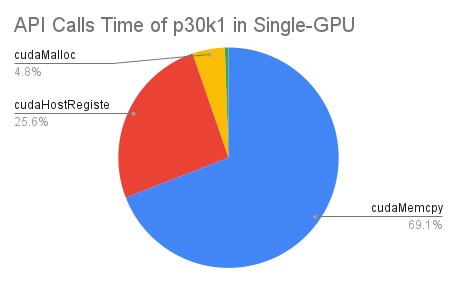 API Calls Time of p30k1 in Single-GPU
cudaMalloc
4.8%
cudaHostRegiste
25.6%
cudaMemcpy
69.1%